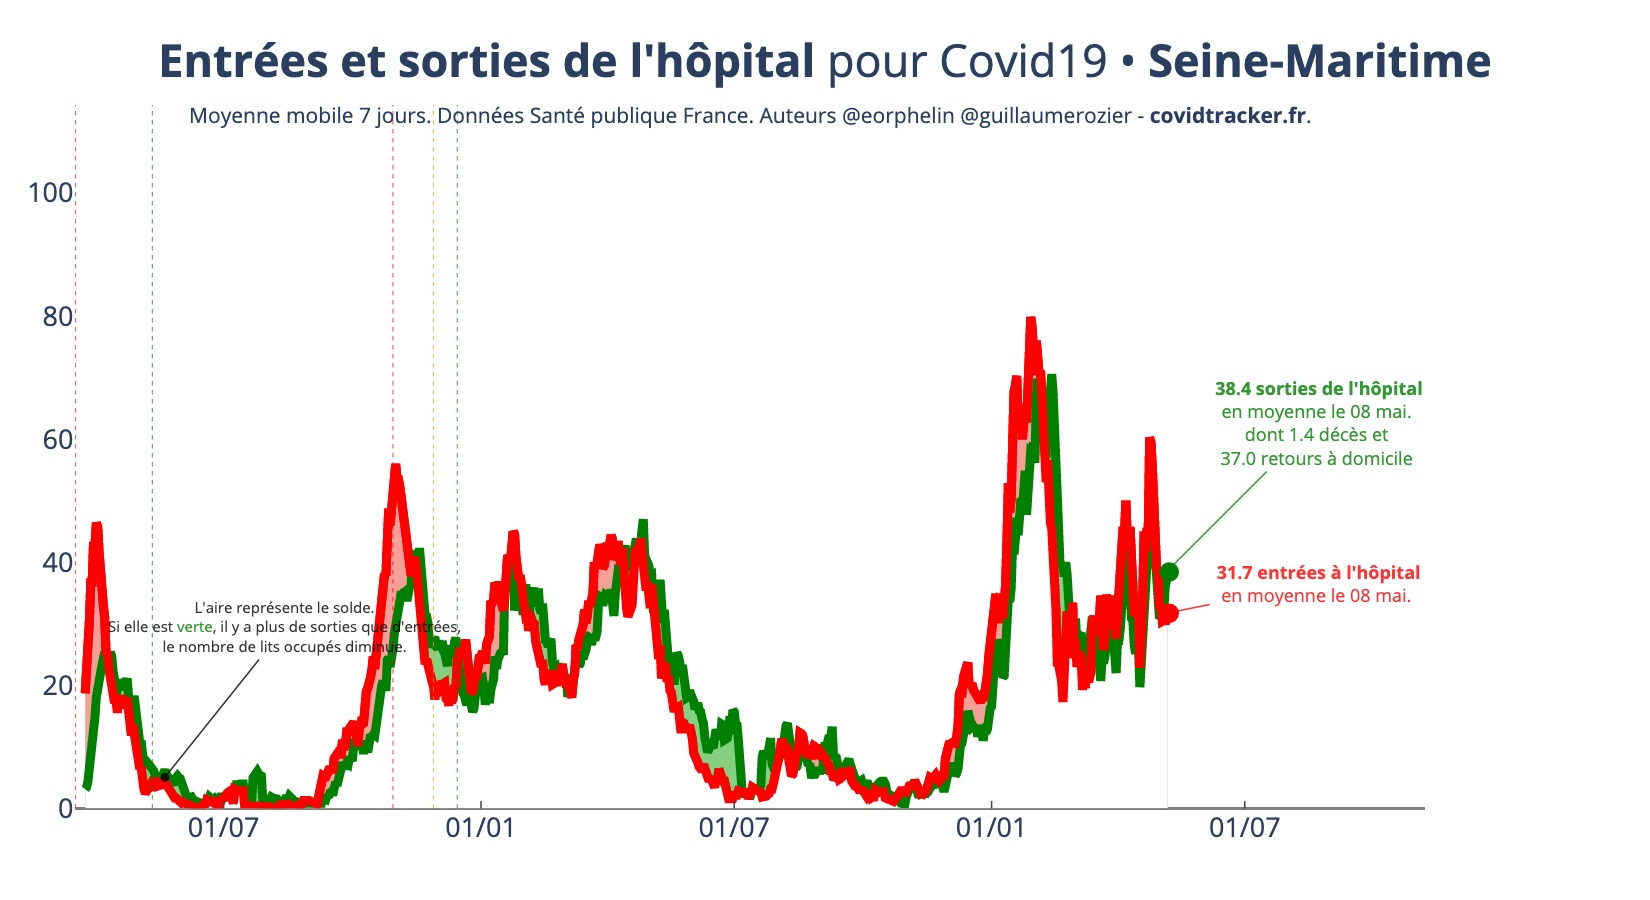 Entrées et sorties de l'hôpital pour Covid19 • Seine-Maritime
Moyenne mobile 7 jours. Données Santé publique France. Auteurs @eorphelin @guillaumerozier - covidtracker.fr.
100
80
60
40
20
0
38.4 sorties de l'hôpital
en moyenne le 08 mai.
dont 1.4 décès et
37.0 retours à domicile
31.7 entrées à l'hôpital
en moyenne le 08 mai.
L'aire représente le solde.
Si elle est verte, il y a plus de sorties que d'entrées,
le nombre de lits occupés diminue.
01/07
01/01
01/07
01/01
01/07